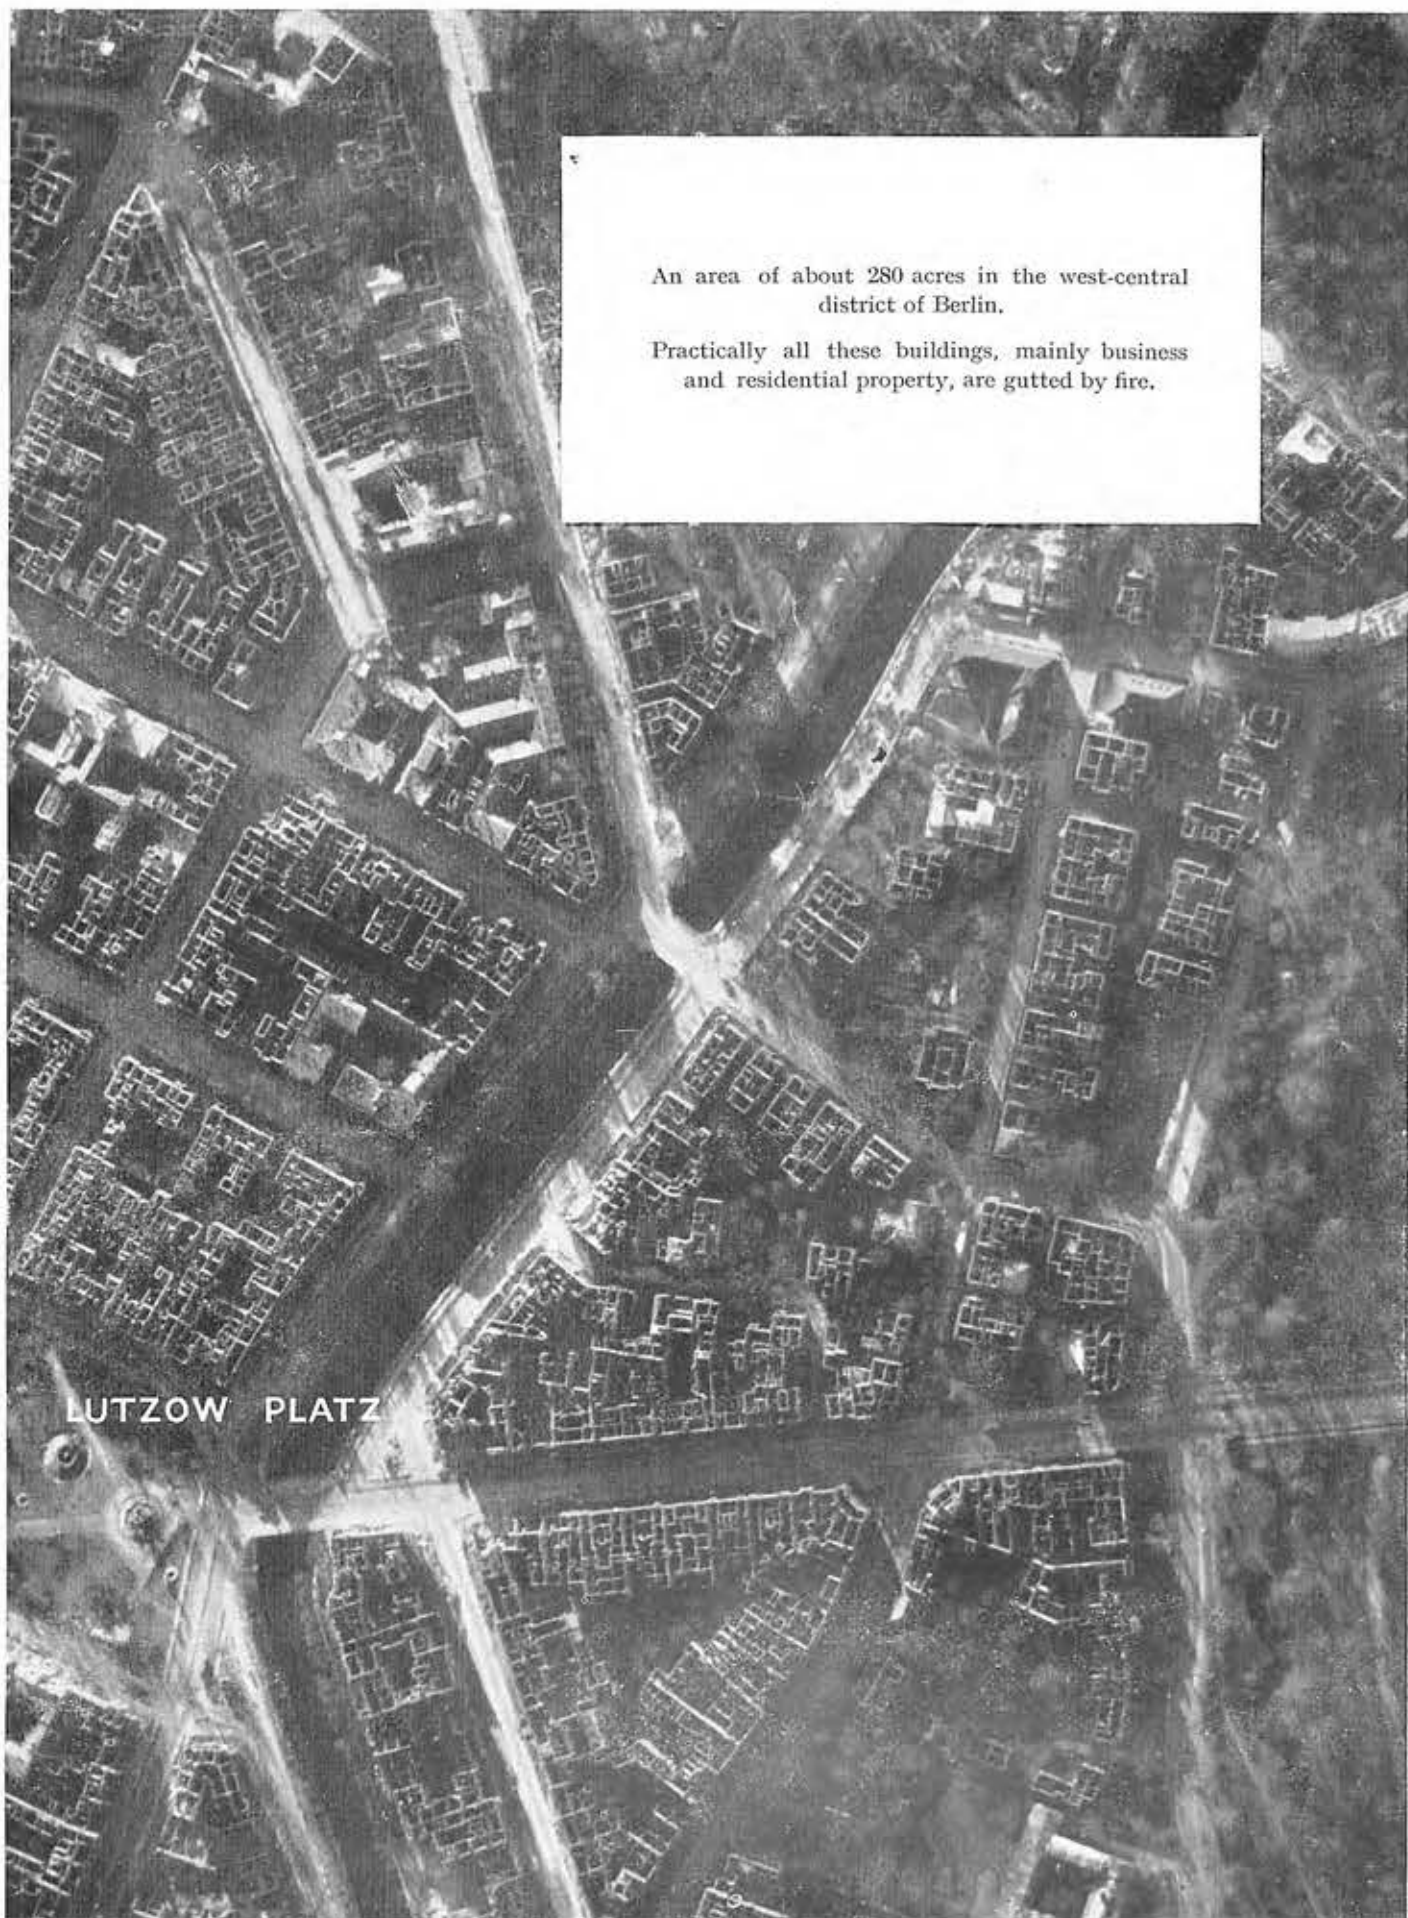 An area of about 280 acres in the west-central
district of Berlin.
Practically all these buildings, mainly business
and residential property, are gutted by fire.
LUTZOW PLATZ